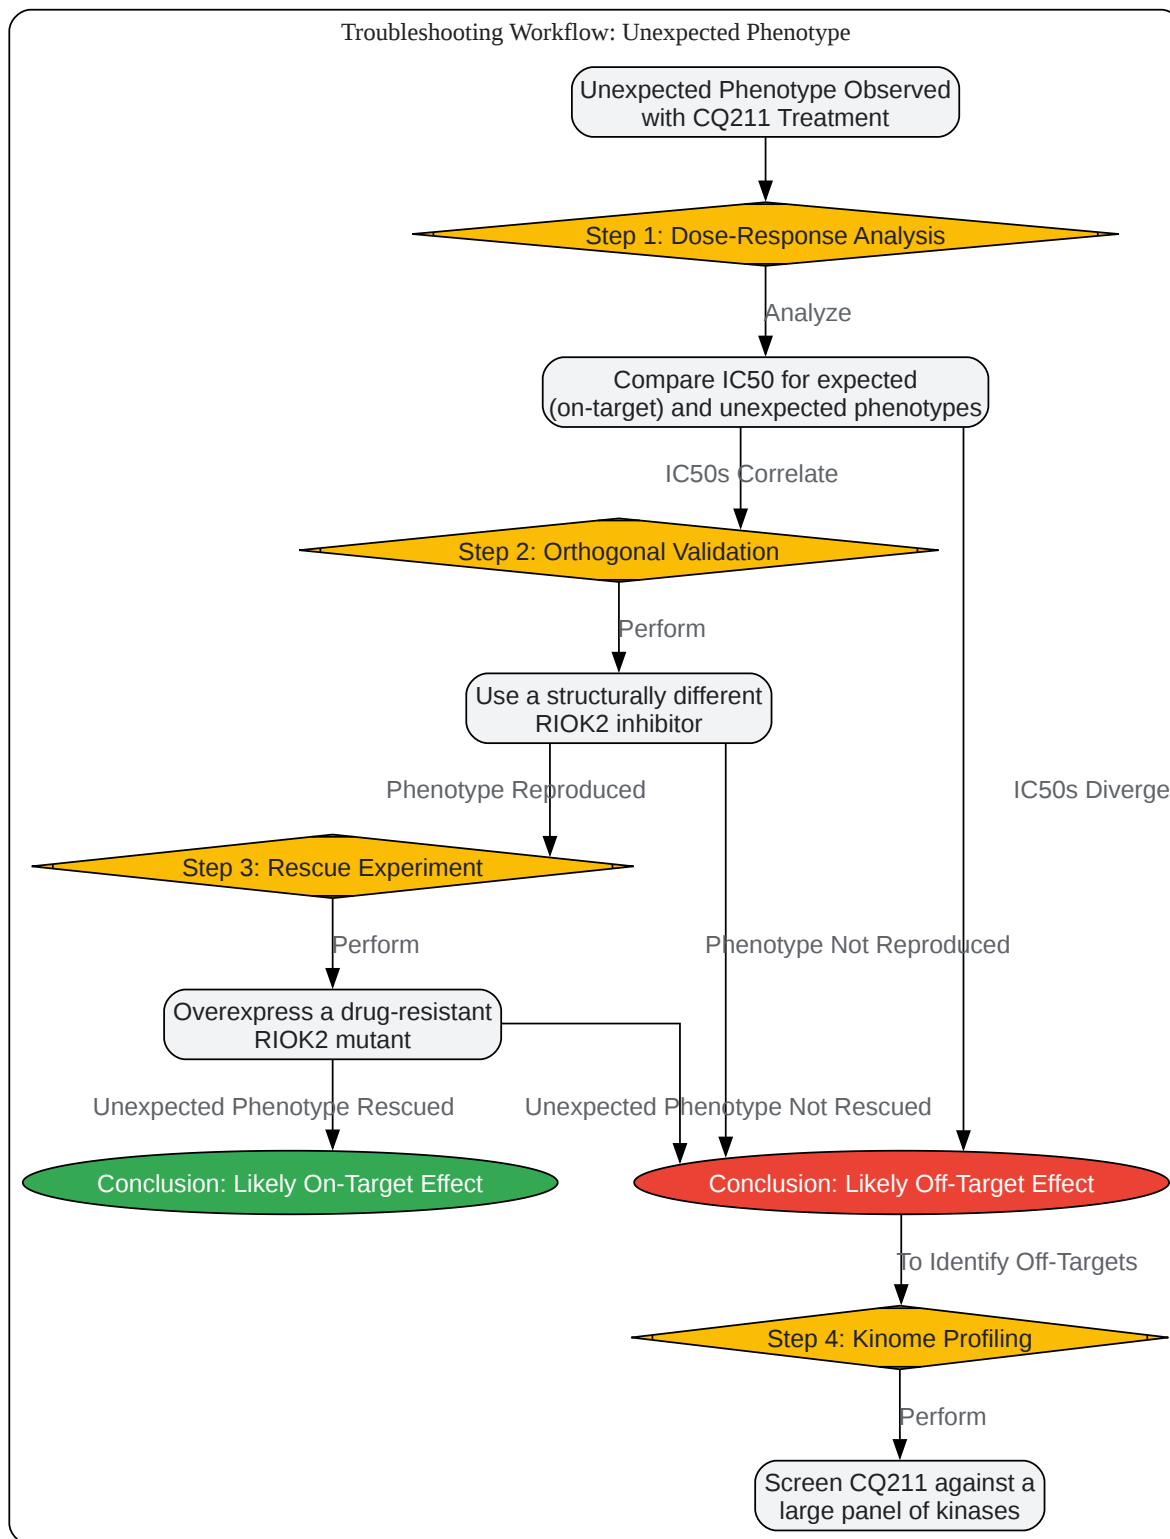 Troubleshooting Workflow: Unexpected Phenotype
Unexpected Phenotype Observed
with CQ211 Treatment
Step 1: Dose-Response Analysis
Analyze
Compare IC50 for expected
(on-target) and unexpected phenotypes
IC50s Correlate
Step 2: Orthogonal Validation
Perform
Use a structurally different
RIOK2 inhibitor
Phenotype Reproduced
IC50s Diverge
Step 3: Rescue Experiment
Perform
Phenotype Not Reproduced
Overexpress a drug-resistant
RIOK2 mutant
Unexpected Phenotype Rescued
Unexpected Phenotype Not Rescued
Conclusion: Likely On-Target Effect
Conclusion: Likely Off-Target Effect
To Identify Off-Targets
Step 4: Kinome Profiling
Perform
Screen CQ211 against a
large panel of kinases